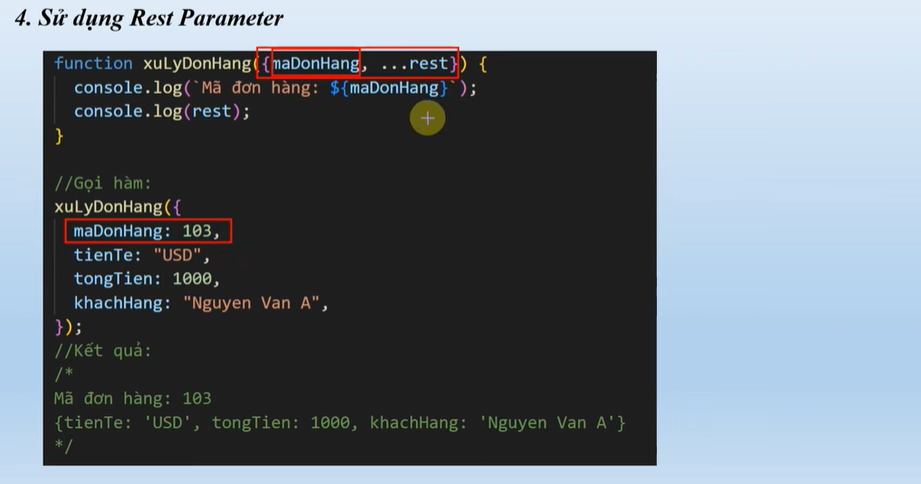 4. Sử dụng Rest Parameter
function xuLyDonHang({maDonHang, ...rest}) {
  console.log(`Mã đơn hàng: ${maDonHang}`);
  console.log(rest);
}
//Gọi hàm:
xuLyDonHang({
  maDonHang: 103,
  tienTe: "USD",
  tongTien: 1000,
  khachHang: "Nguyen Van A",
});
//Kết quả:
/*
Mã đơn hàng: 103
{tienTe: 'USD', tongTien: 1000, khachHang: 'Nguyen Van A'}
*/